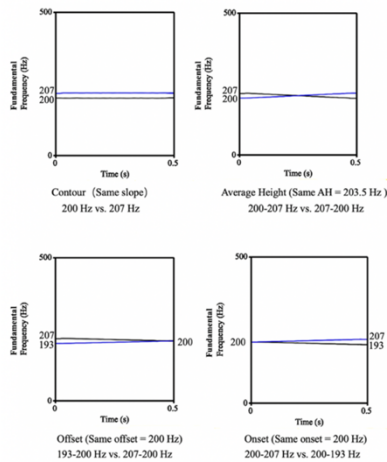 500
Fundamental
Frequency (Hz)
207
200
0
0
0.5
Time (s)
Contour (Same slope)
200 Hz vs. 207 Hz
500
Fundamental
Frequency (Hz)
207
200
0
0
0.5
Time (s)
Average Height (Same AH = 203.5 Hz )
200-207 Hz vs. 207-200 Hz
500
Fundamental
Frequency (Hz)
207
193
200
0
0
0.5
Time (s)
Offset (Same offset = 200 Hz)
193-200 Hz vs. 207-200 Hz
500
Fundamental
Frequency (Hz)
200
207
193
0
0
0.5
Time (s)
Onset (Same onset = 200 Hz)
200-207 Hz vs. 200-193 Hz